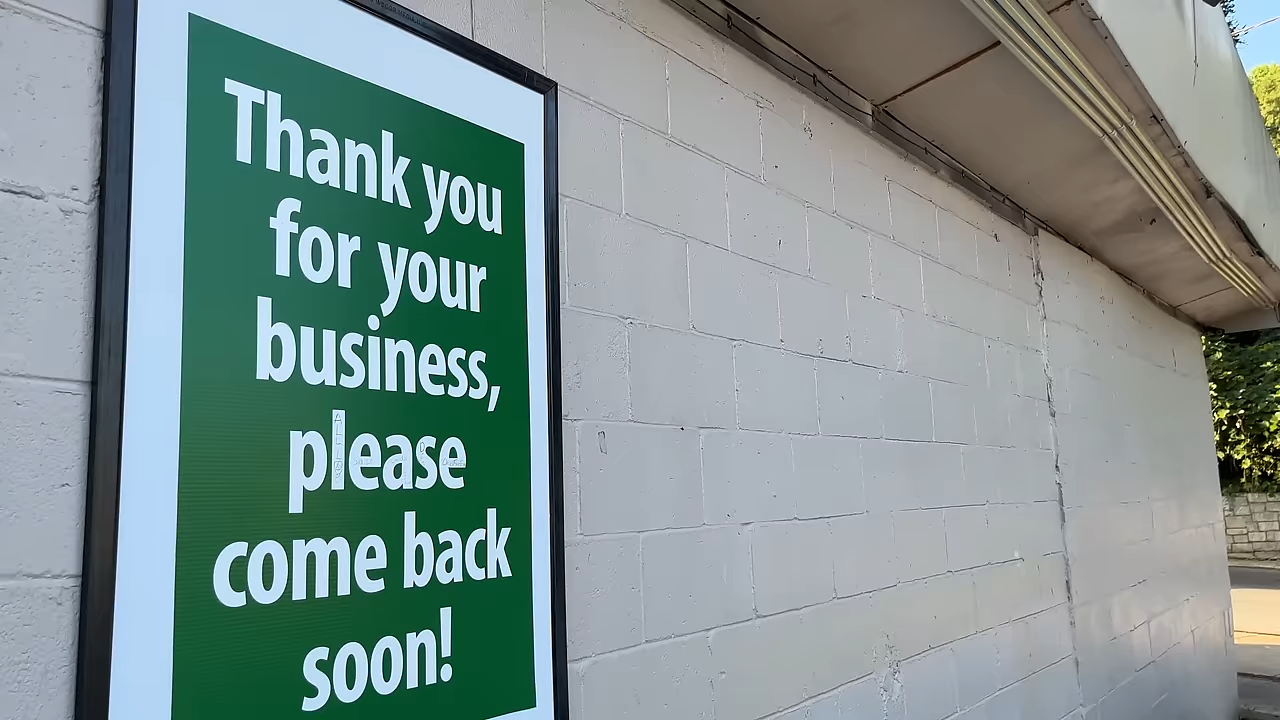 Thank you
for your
business,
please
come back
soon!